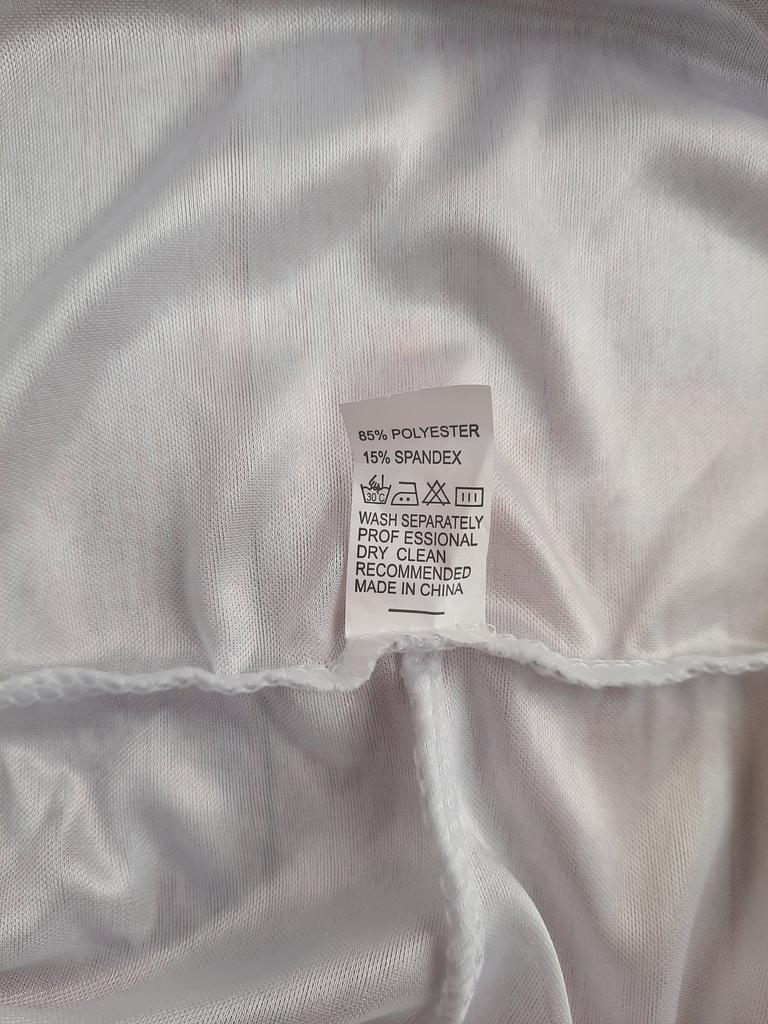 85% POLYESTER
15% SPANDEX
30°C
WASH SEPARATELY
PROF ESSIONAL
DRY CLEAN
RECOMMENDED
MADE IN CHINA